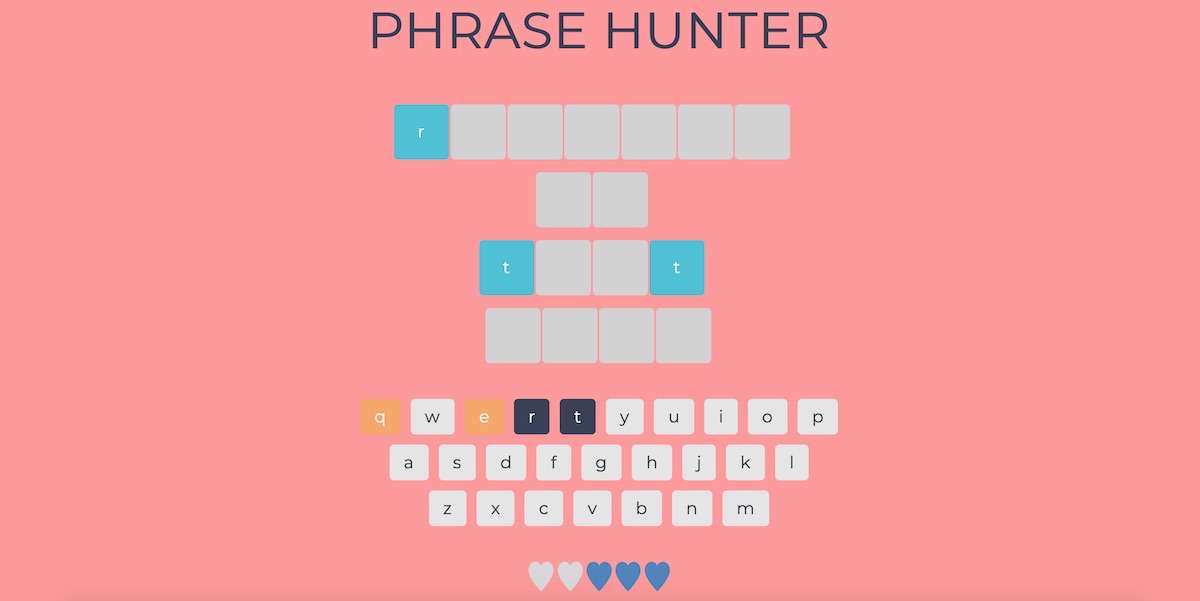 PHRASE HUNTER
r
t t
q w e r t y u i o p
a s d f g h j k l
z x c v b n m